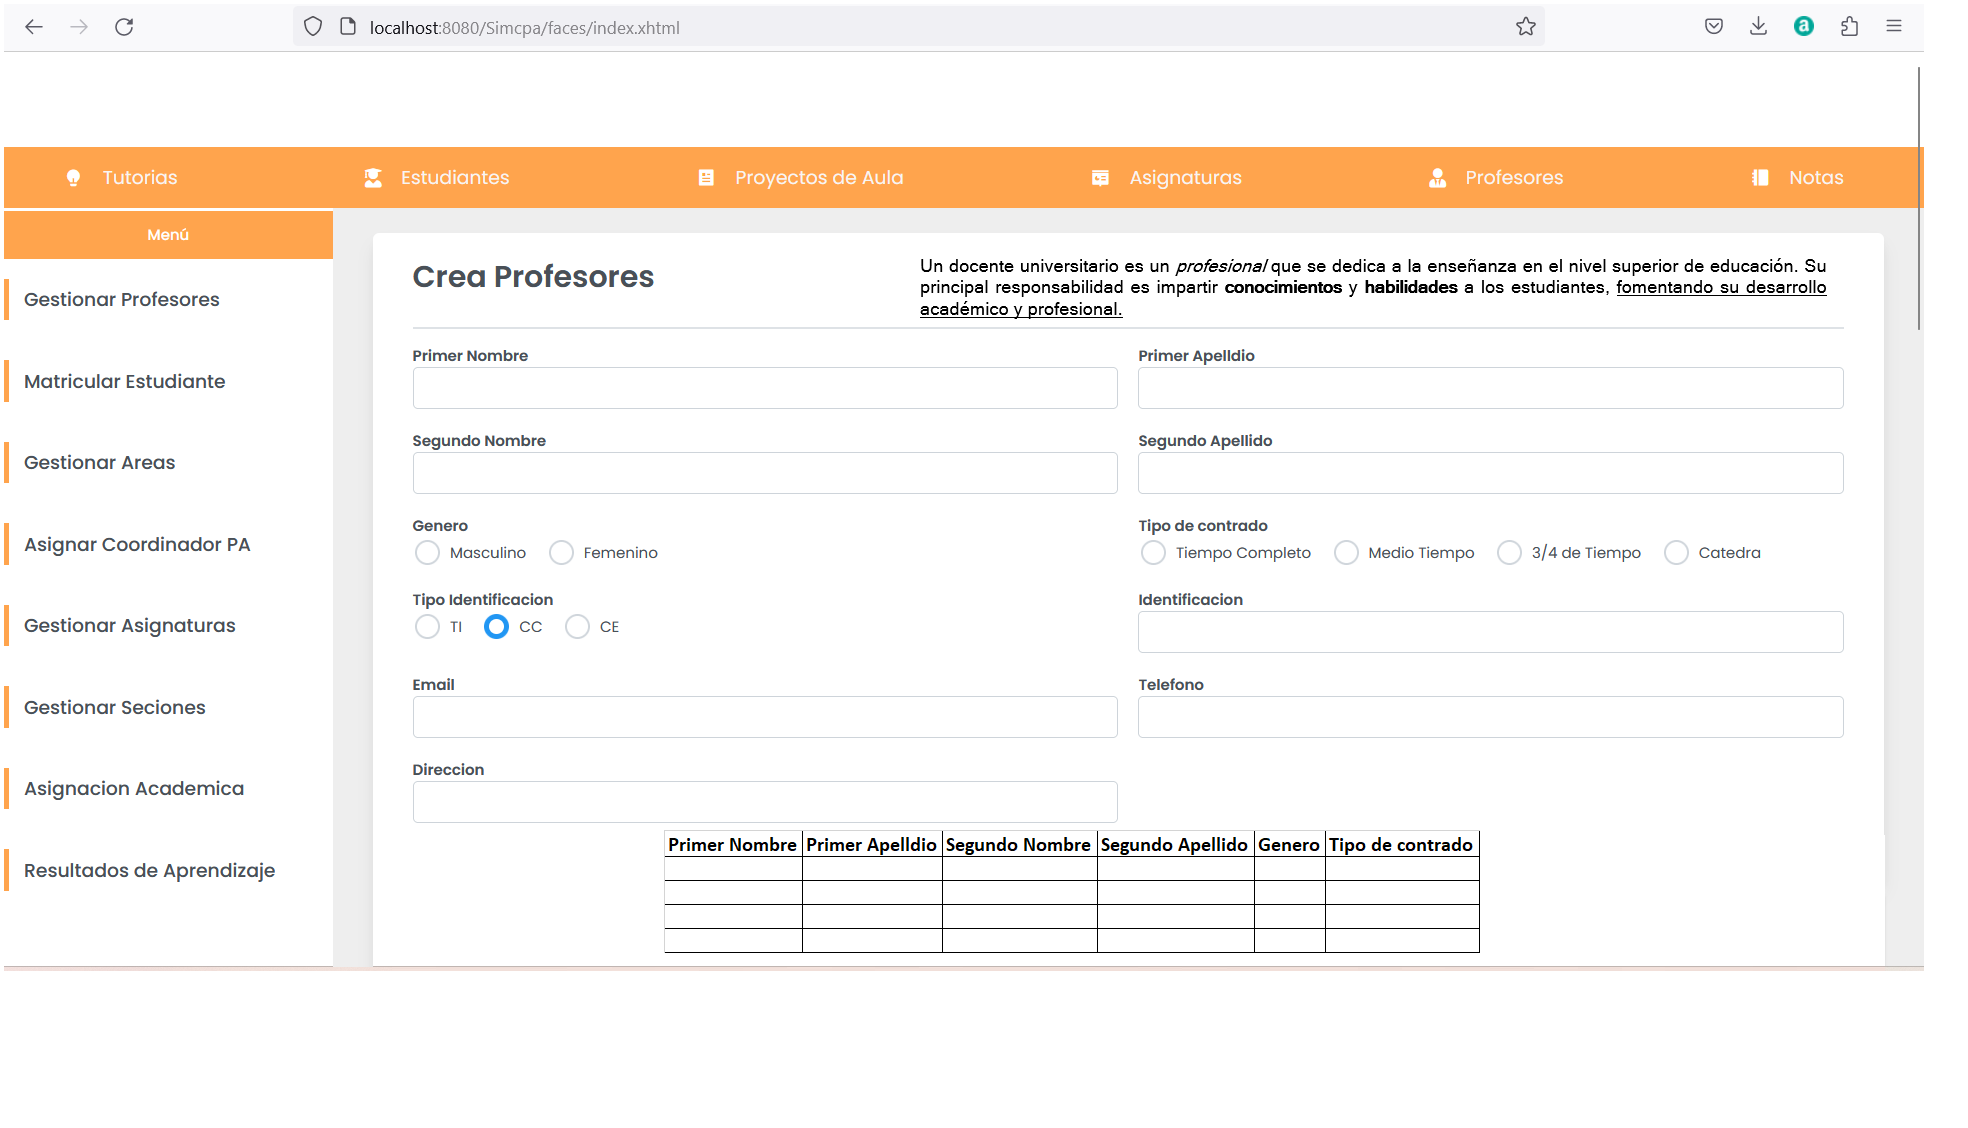 localhost:8080/Simcpa/faces/index.xhtml
Tutorias Estudiantes Proyectos de Aula Asignaturas Profesores Notas
Menú
Gestionar Profesores
Matricular Estudiante
Gestionar Areas
Asignar Coordinador PA
Gestionar Asignaturas
Gestionar Seciones
Asignacion Academica
Resultados de Aprendizaje
Crea Profesores
Un docente universitario es un profesional que se dedica a la enseñanza en el nivel superior de educación. Su
principal responsabilidad es impartir conocimientos y habilidades a los estudiantes, fomentando su desarrollo
académico y profesional.
Primer Nombre Primer Apelldio
Segundo Nombre Segundo Apellido
Genero Tipo de contrado
Masculino Femenino Tiempo Completo Medio Tiempo 3/4 de Tiempo Catedra
Tipo Identificacion Identificacion
TI CC CE
Email Telefono
Direccion
Primer Nombre Primer Apelldio Segundo Nombre Segundo Apellido Genero Tipo de contrado